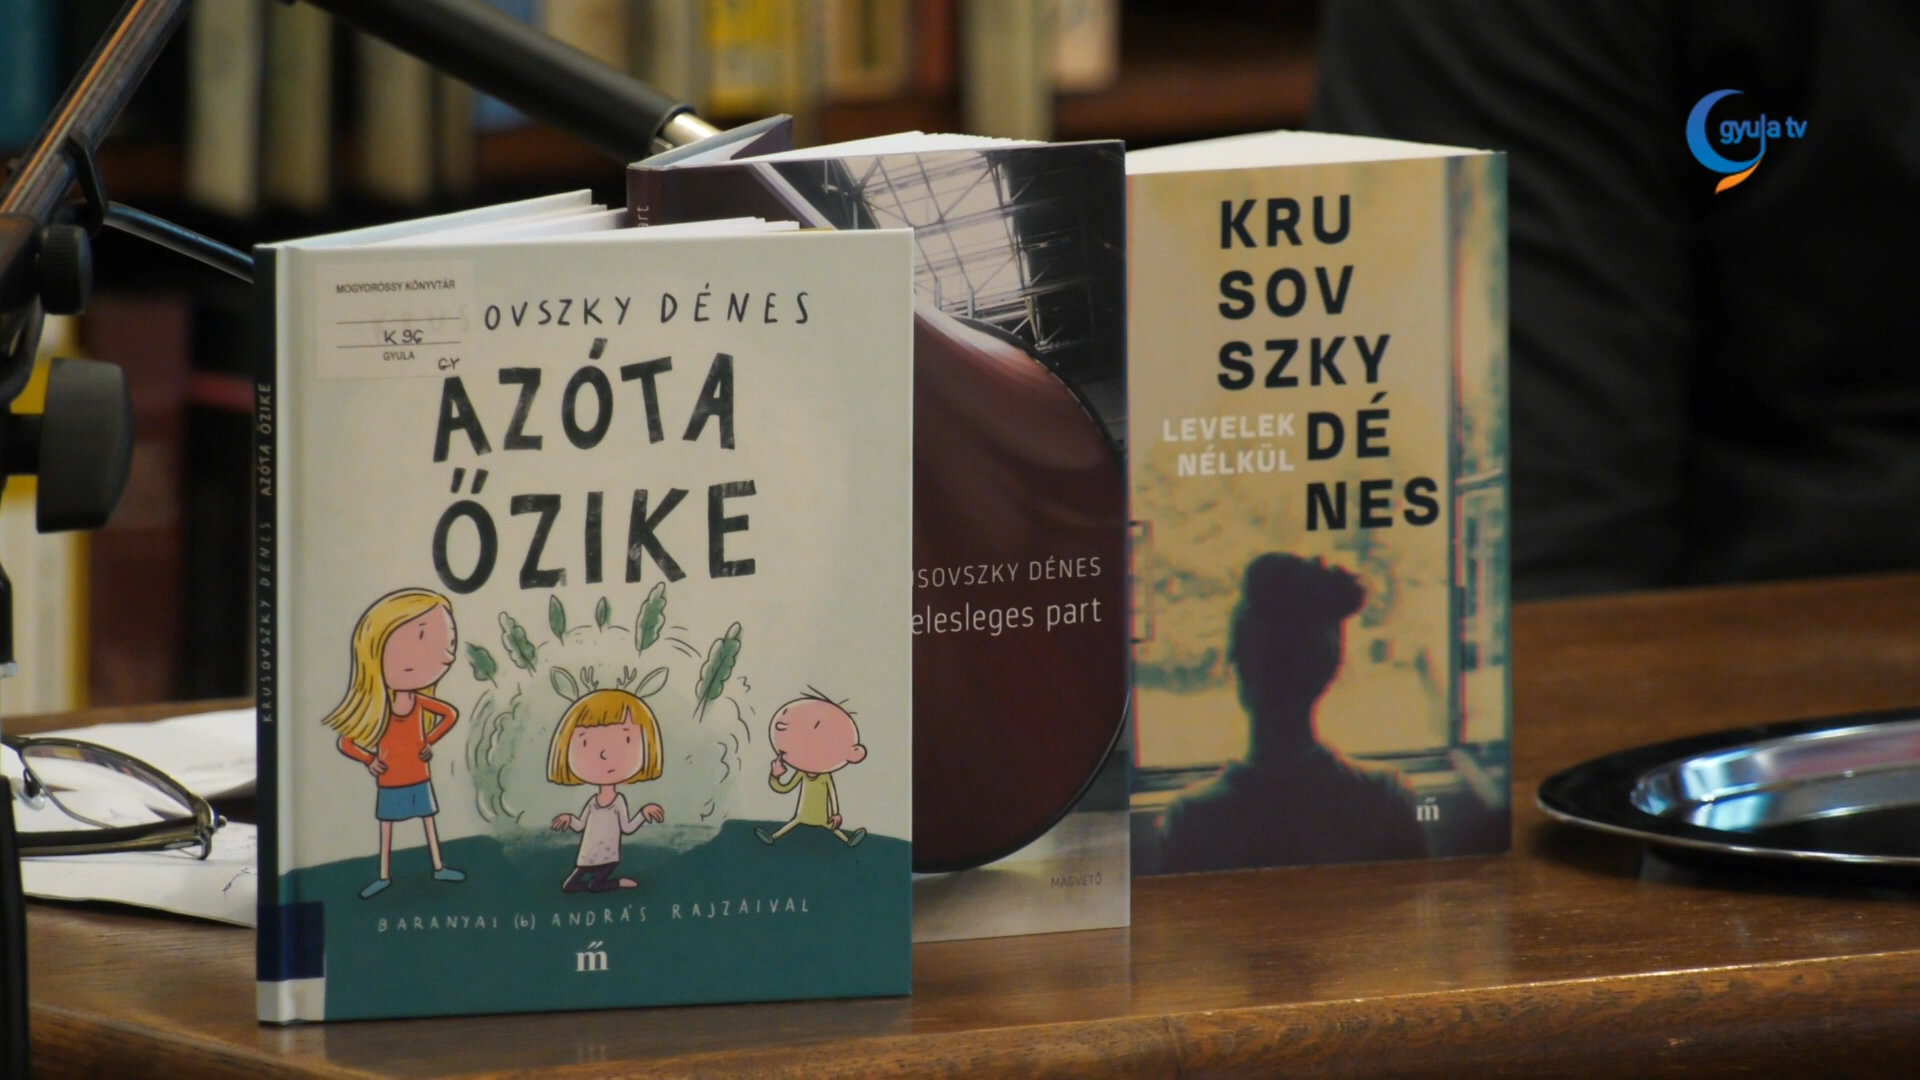 gyula tv
MOGYORÓSSY KÖNYVTÁR
K 96
GYULA
GY
OVSZKY DÉNES
AZÓTA
ŐZIKE
BARANYAI (b) ANDRÁS RAJZAIVAL
m̋
KRUSOVSZKY DÉNES AZÓTA ŐZIKE
USOVSZKY DÉNES
elesleges part
MAGVETŐ
KRU
SOV
SZKY
DÉ
NES
LEVELEK
NÉLKÜL
m̋